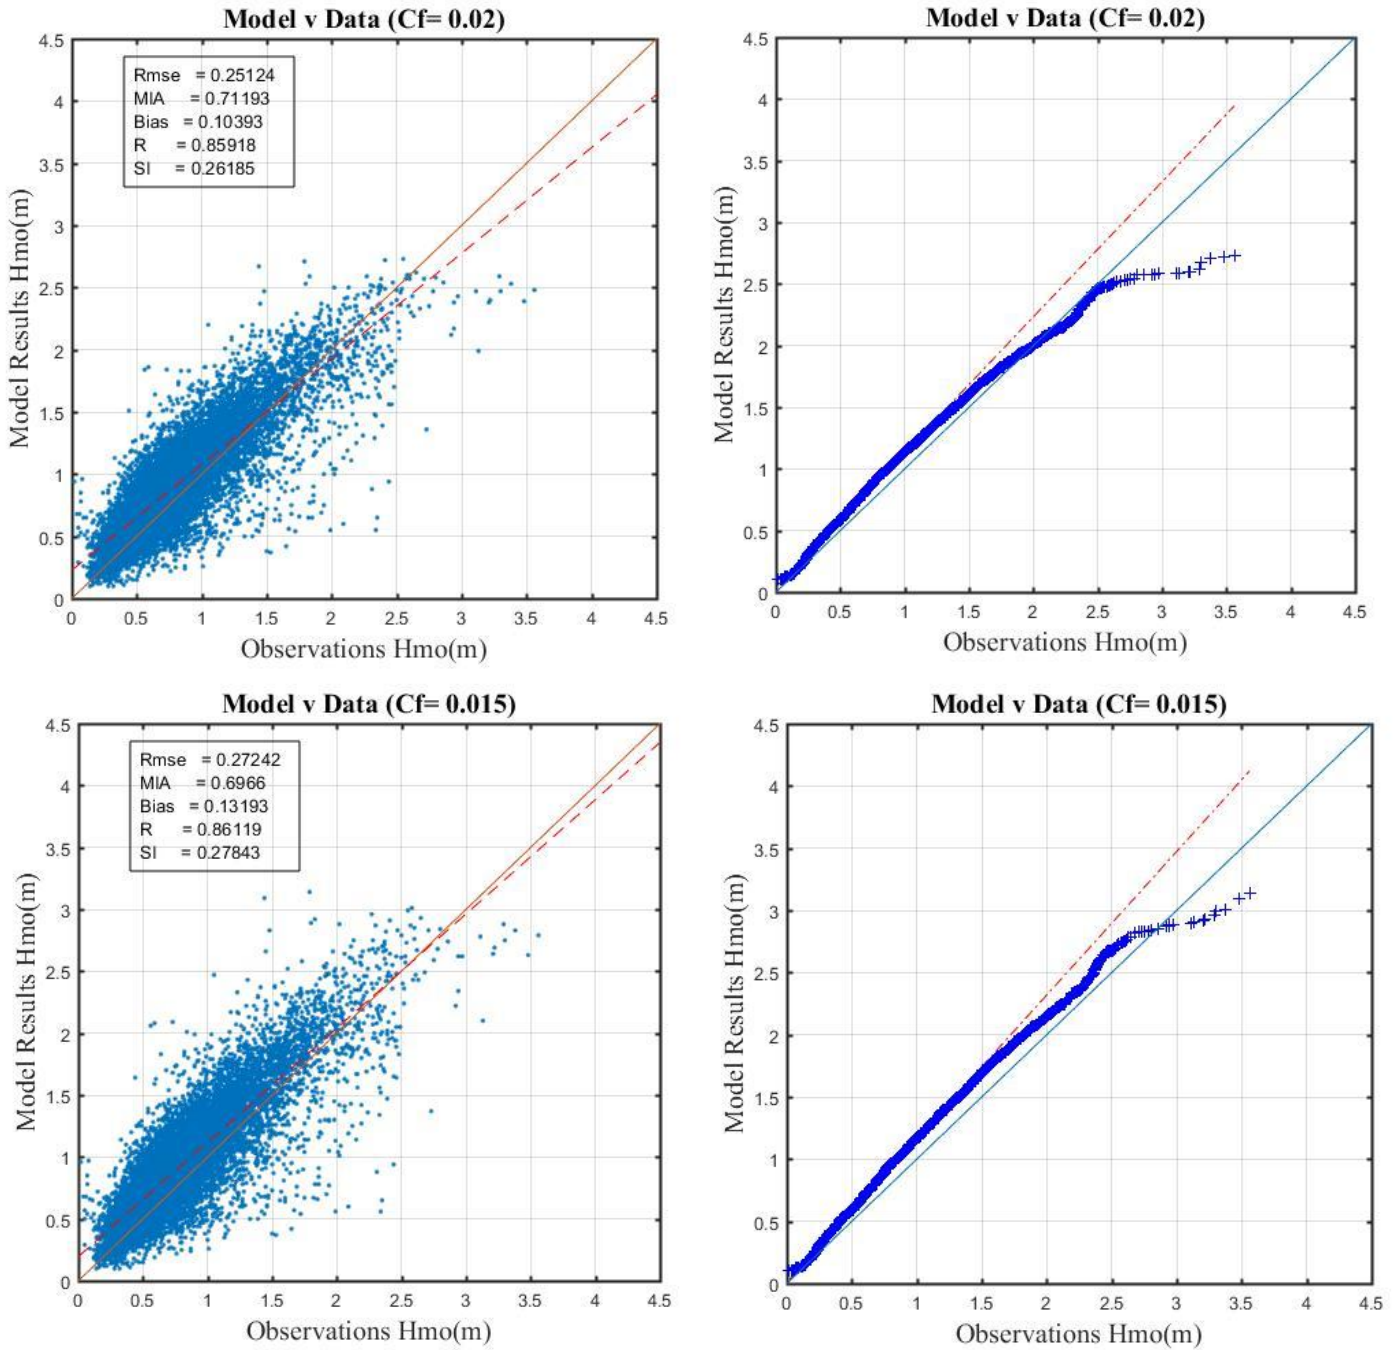 Model v Data (Cf= 0.02)
Rmse = 0.25124
MIA = 0.71193
Bias = 0.10393
R = 0.85918
SI = 0.26185
4.5
4
3.5
3
2.5
2
1.5
1
0.5
0
Model Results Hmo(m)
0 0.5 1 1.5 2 2.5 3 3.5 4 4.5
Observations Hmo(m)
Model v Data (Cf= 0.02)
4.5
4
3.5
3
2.5
2
1.5
1
0.5
0
Model Results Hmo(m)
0 0.5 1 1.5 2 2.5 3 3.5 4 4.5
Observations Hmo(m)
Model v Data (Cf= 0.015)
Rmse = 0.27242
MIA = 0.6966
Bias = 0.13193
R = 0.86119
SI = 0.27843
4.5
4
3.5
3
2.5
2
1.5
1
0.5
0
Model Results Hmo(m)
0 0.5 1 1.5 2 2.5 3 3.5 4 4.5
Observations Hmo(m)
Model v Data (Cf= 0.015)
4.5
4
3.5
3
2.5
2
1.5
1
0.5
0
Model Results Hmo(m)
0 0.5 1 1.5 2 2.5 3 3.5 4 4.5
Observations Hmo(m)